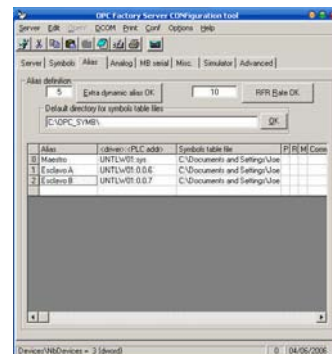 OPC Factory Server CONFiguration tool
Server Edit DCOM Print Conf Options Help
Server Symbols Alias Analog MB serial Misc. Simulator Advanced
Alias definition
5 Extra dynamic alias OK 10 RFR Rate OK.
Default directory for symbols table files
C:\OPC_SYMB\ OK
Alias <driver>:<PLC addr> Symbols table file P R M Comm
0 Maestro UNTLW01:sys C:\Documents and Settings\Joe
1 Esclavo A UNTLW01:0.0.6 C:\Documents and Settings\Joe
2 Esclavo B UNTLW01:0.0.7 C:\Documents and Settings\Joe
Devices\NbDevices = 3 (dword) 0 04/06/2006